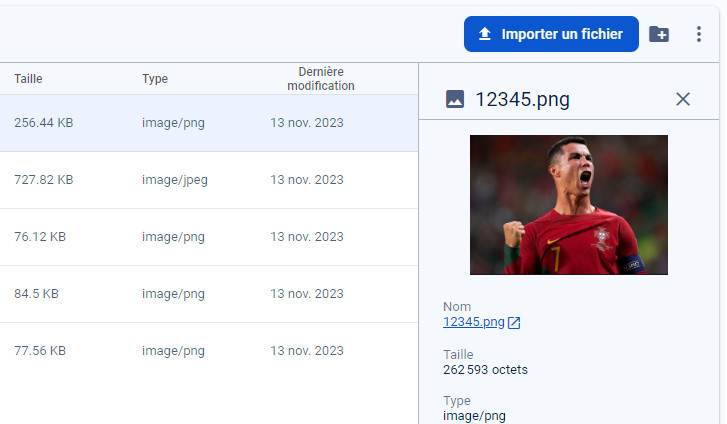 Importer un fichier
Taille Type Dernière
modification
12345.png
256.44 KB image/png 13 nov. 2023
727.82 KB image/jpeg 13 nov. 2023
76.12 KB image/png 13 nov. 2023
84.5 KB image/png 13 nov. 2023
77.56 KB image/png 13 nov. 2023
7
Nom
12345.png
Taille
262 593 octets
Type
image/png